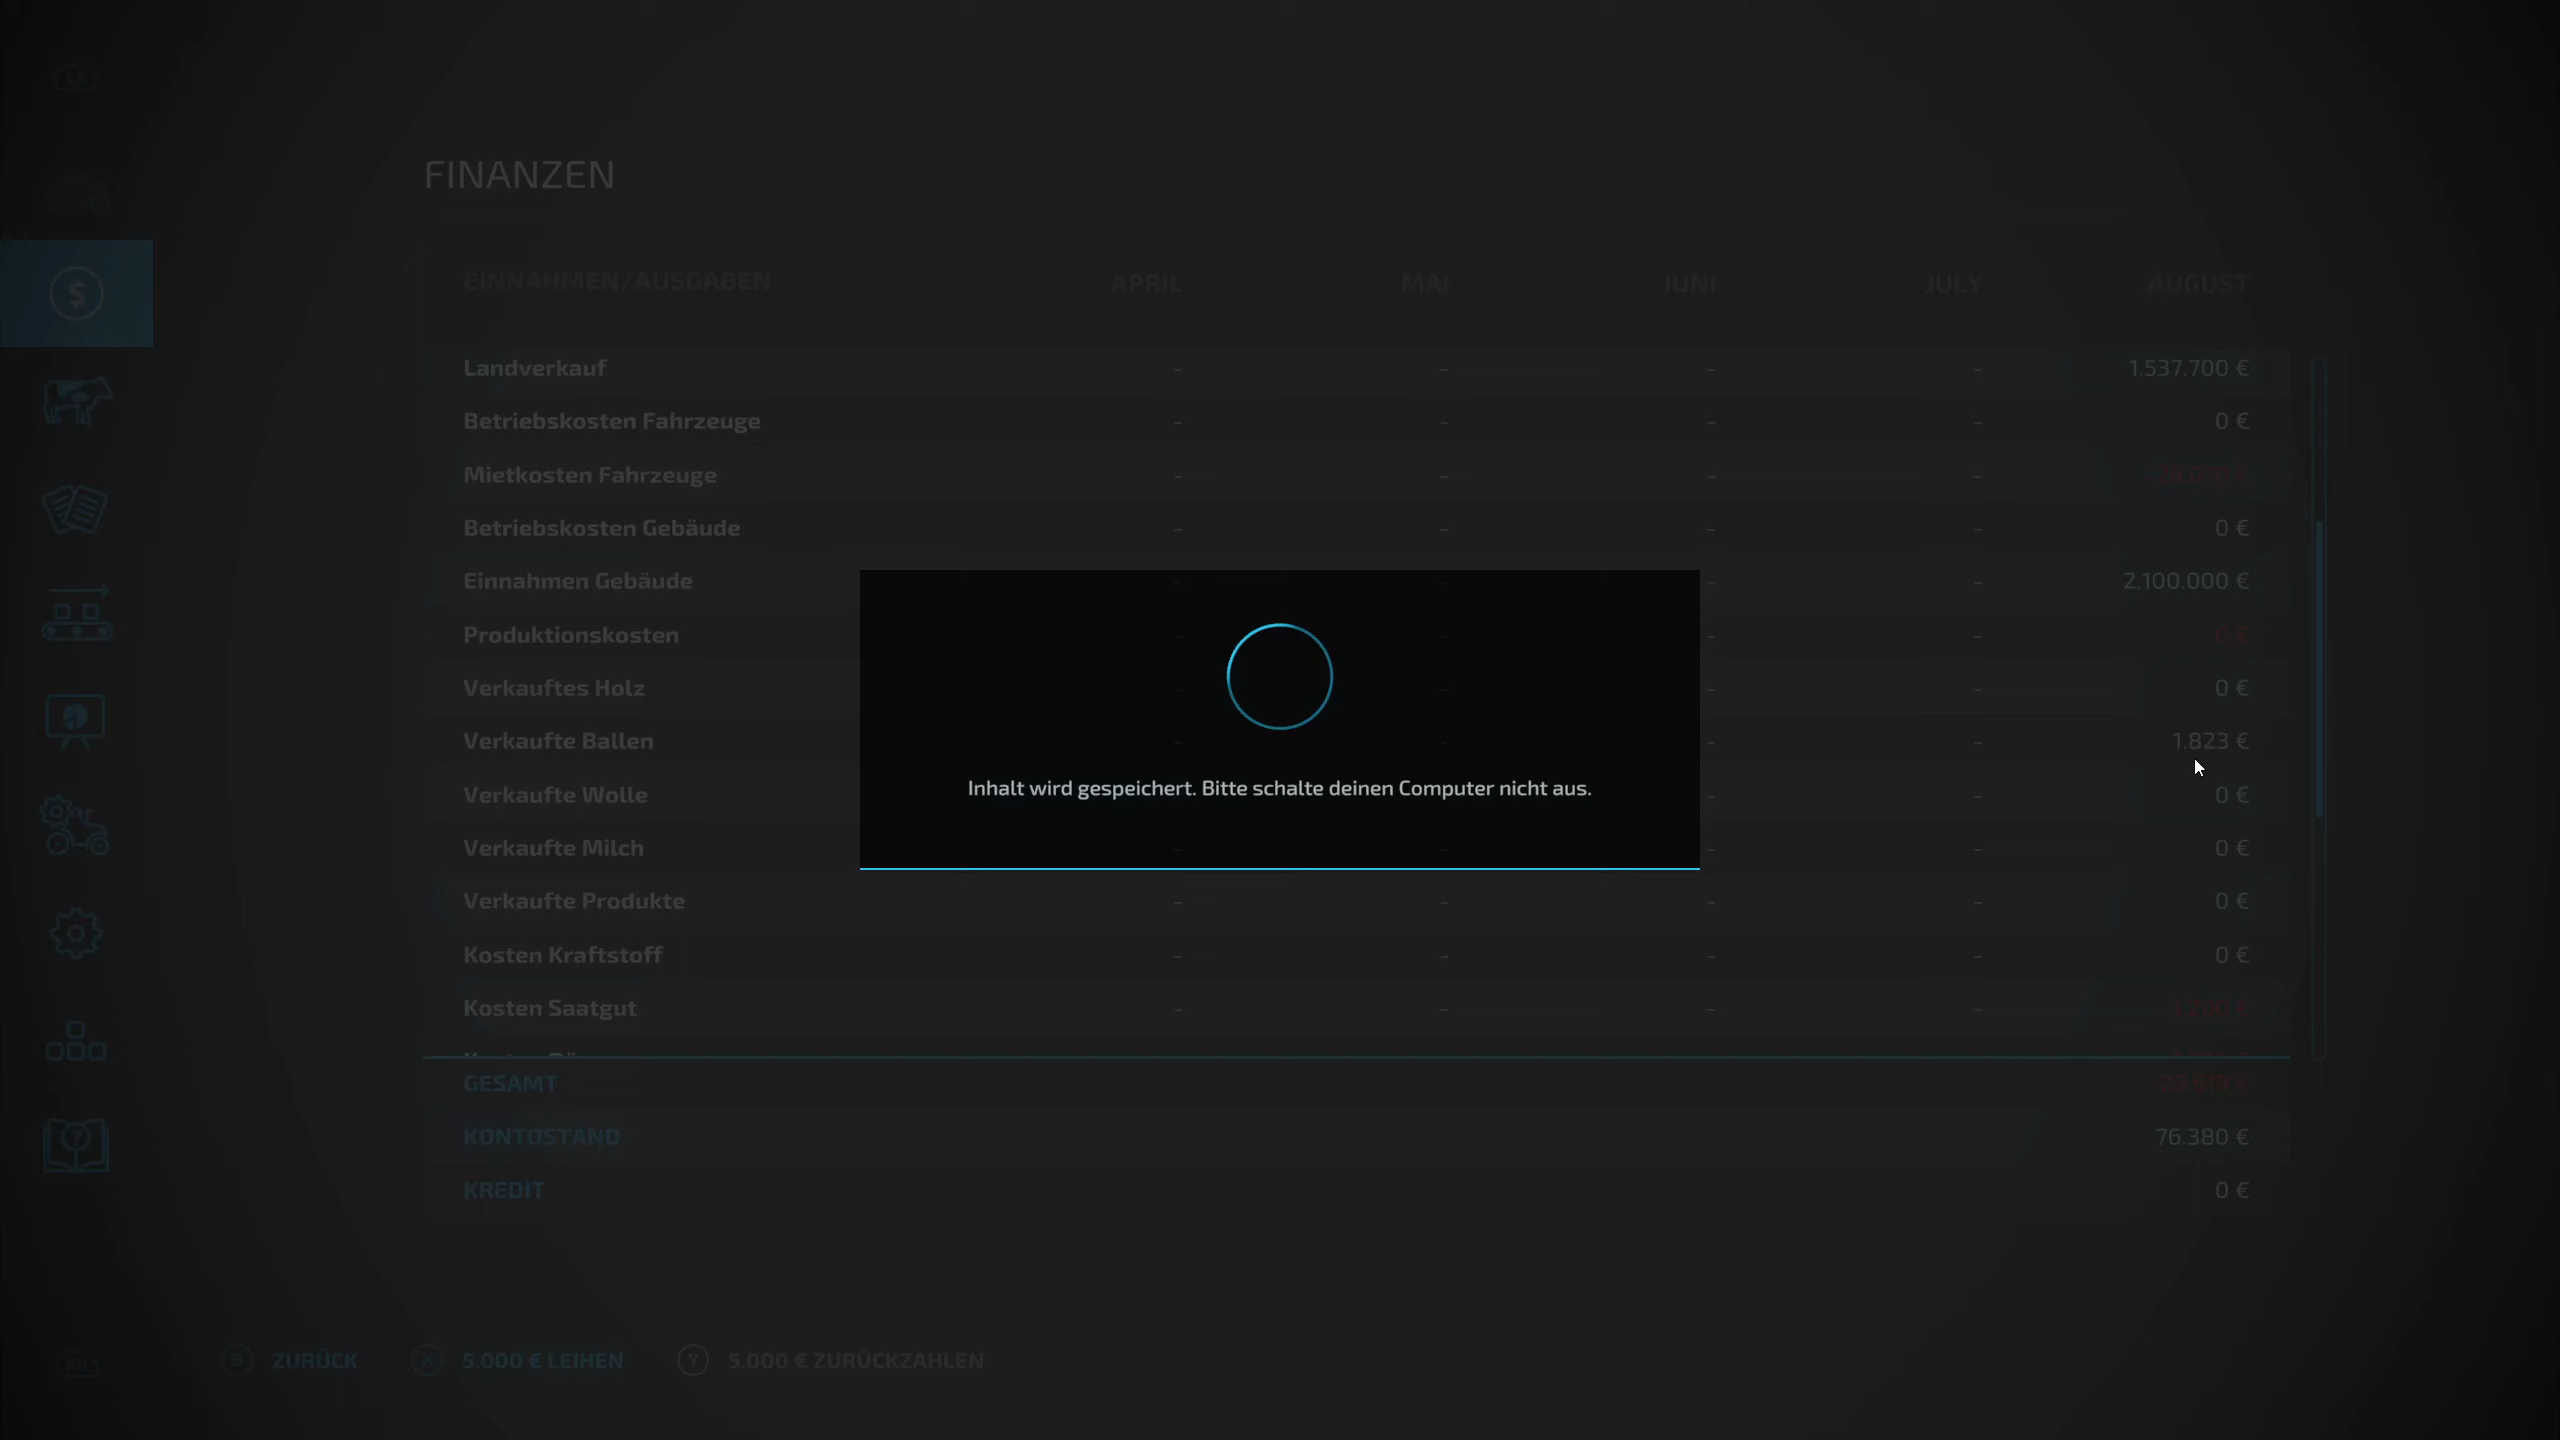 FINANZEN
EINNAHMEN/AUSGABEN APRIL MAI JUNI JULY AUGUST
Landverkauf - - - - 1.537.700 €
Betriebskosten Fahrzeuge - - - - 0 €
Mietkosten Fahrzeuge - - - - €
Betriebskosten Gebäude - - - - 0 €
Einnahmen Gebäude - - - - 2.100.000 €
Produktionskosten - - - - 0 €
Verkauftes Holz - - - - 0 €
Verkaufte Ballen - - - - 1.823 €
Inhalt wird gespeichert. Bitte schalte deinen Computer nicht aus.
Verkaufte Wolle - - 0 €
Verkaufte Milch - - - - 0 €
Verkaufte Produkte - - - - 0 €
Kosten Kraftstoff - - - - 0 €
Kosten Saatgut - - - - €
Kosten
GESAMT
KONTOSTAND 76.380 €
KREDIT 0 €
RB
ZURÜCK X 5.000 € LEIHEN Y 5.000 € ZURÜCKZAHLEN